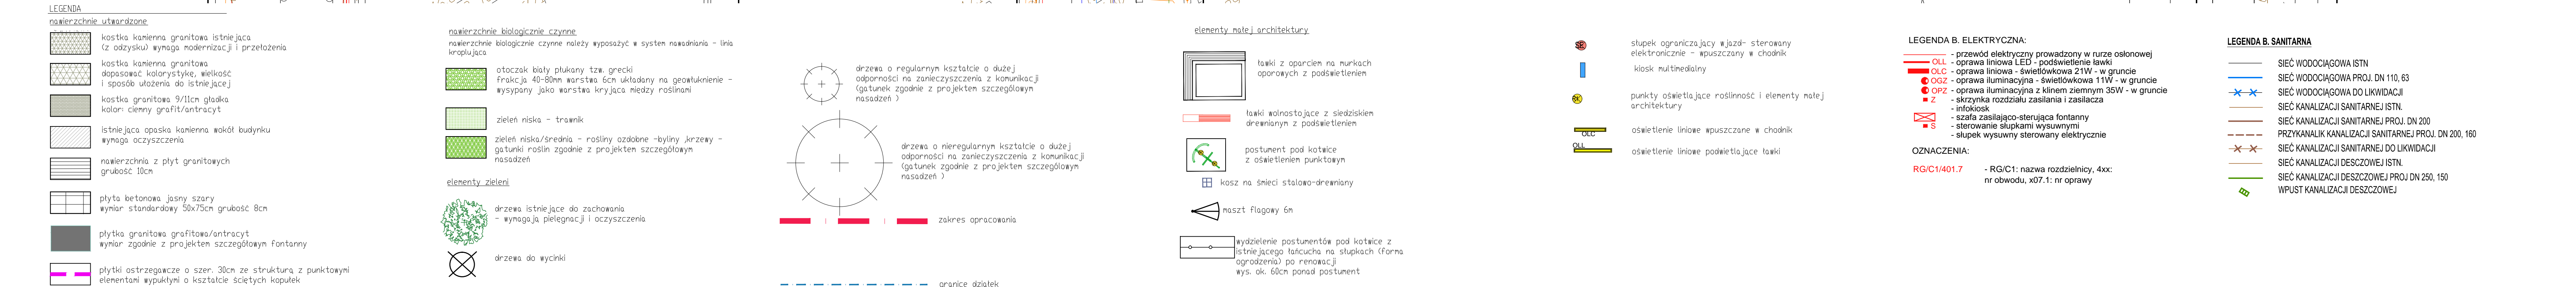 LEGENDA
nawierzchnie utwardzone
kostka kamienna granitowa istniejąca
(z odzysku) wymaga modernizacji i przełożenia
kostka kamienna granitowa
dopasować kolorystykę, wielkość
i sposób ułożenia do istniejącej
kostka granitowa 9/11cm gładka
kolor: ciemny grafit/antracyt
istniejąca opaska kamienna wokół budynku
wymaga oczyszczenia
nawierzchnia z płyt granitowych
grubość 10cm
płyta betonowa jasny szary
wymiar standardowy 50x75cm grubość 8cm
płytka granitowa grafitowa/antracyt
wymiar zgodnie z projektem szczegółowym fontanny
płytki ostrzegawcze o szer. 30cm ze strukturą z punktowymi
elementami wypukłymi o kształcie ściętych kopułek
nawierzchnie biologicznie czynne
nawierzchnie biologicznie czynne należy wyposażyć w system nawadniania - linia
kroplująca
otoczak biały płukany tzw. grecki
frakcja 40-80mm warstwa 6cm układany na geowłukninie -
wysypany jako warstwa kryjąca między roślinami
zieleń niska - trawnik
zieleń niska/średnia - rośliny ozdobne -byliny ,krzewy -
gatunki roślin zgodnie z projektem szczegółowym
nasadzeń
elementy zieleni
drzewa istniejące do zachowania
- wymagają pielęgnacji i oczyszczenia
drzewa do wycinki
drzewa o regularnym kształcie o dużej
odporności na zanieczyszczenia z komunikacji
(gatunek zgodnie z projektem szczegółowym
nasadzeń )
drzewa o nieregularnym kształcie o dużej
odporności na zanieczyszczenia z komunikacji
(gatunek zgodnie z projektem szczegółowym
nasadzeń )
zakres opracowania
granice działek
elementy małej architektury
ławki z oparciem na murkach
oporowych z podświetleniem
ławki wolnostojące z siedziskiem
drewnianym z podświetleniem
postument pod kotwice
z oświetleniem punktowym
kosz na śmieci stalowo-drewniany
maszt flagowy 6m
wydzielenie postumentów pod kotwice z
istniejącego łańcucha na słupkach (forma
ogrodzenia) po renowacji
wys. ok. 60cm ponad postument
słupek ograniczający wjazd- sterowany
elektronicznie - wpuszczany w chodnik
kiosk multimedialny
punkty oświetlające roślinność i elementy małej
architektury
OLC
oświetlenie liniowe wpuszczane w chodnik
OLL
oświetlenie liniowe podwietlające ławki
LEGENDA B. ELEKTRYCZNA:
- przewód elektryczny prowadzony w rurze osłonowej
OLL - oprawa liniowa LED - podświetlenie ławki
OLC - oprawa liniowa - świetlówkowa 21W - w gruncie
OGZ - oprawa iluminacyjna - świetlówkowa 11W - w gruncie
OPZ - oprawa iluminacyjna z klinem ziemnym 35W - w gruncie
Z - skrzynka rozdziału zasilania i zasilacza
- infokiosk
- szafa zasilająco-sterująca fontanny
S - sterowanie słupkami wysuwnymi
- słupek wysuwny sterowany elektrycznie
OZNACZENIA:
RG/C1/401.7 - RG/C1: nazwa rozdzielnicy, 4xx:
nr obwodu, x07.1: nr oprawy
LEGENDA B. SANITARNA
SIEĆ WODOCIĄGOWA ISTN
SIEĆ WODOCIĄGOWA PROJ. DN 110, 63
SIEĆ WODOCIĄGOWA DO LIKWIDACJI
SIEĆ KANALIZACJI SANITARNEJ ISTN.
SIEĆ KANALIZACJI SANITARNEJ PROJ. DN 200
PRZYKANALIK KANALIZACJI SANITARNEJ PROJ. DN 200, 160
SIEĆ KANALIZACJI SANITARNEJ DO LIKWIDACJI
SIEĆ KANALIZACJI DESZCZOWEJ ISTN.
SIEĆ KANALIZACJI DESZCZOWEJ PROJ DN 250, 150
WPUST KANALIZACJI DESZCZOWEJ